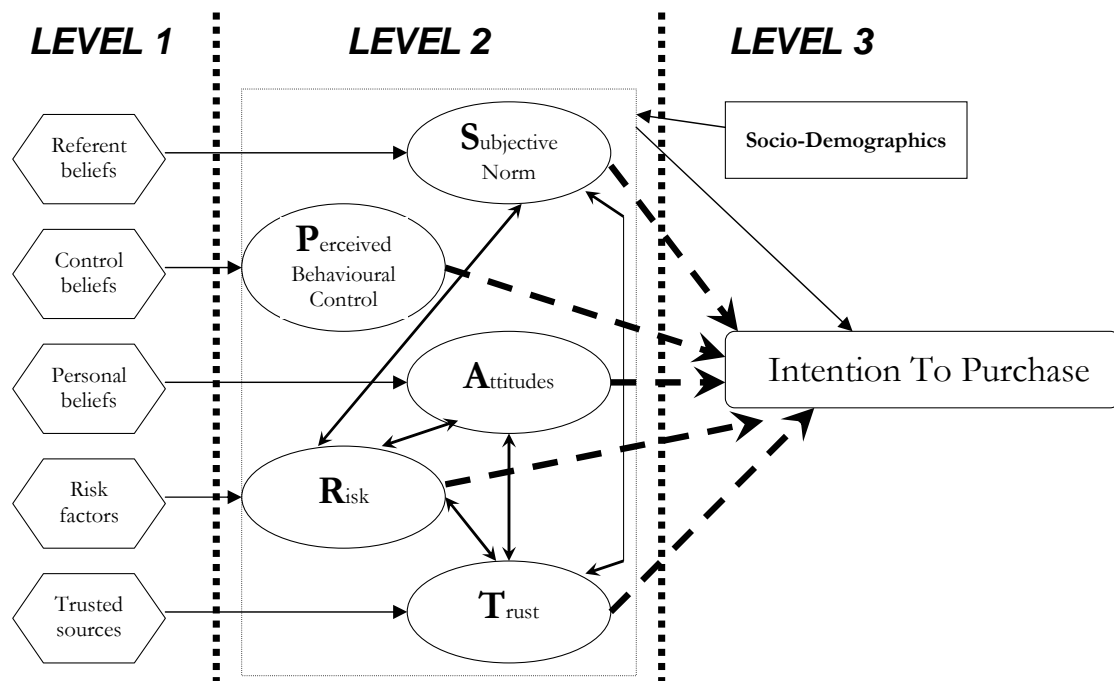 LEVEL 1
LEVEL 2
LEVEL 3
Referent
beliefs
Subjective
Norm
Socio-Demographics
Control
beliefs
Perceived
Behavioural
Control
Personal
beliefs
Attitudes
Intention To Purchase
Risk
factors
Risk
Trusted
sources
Trust